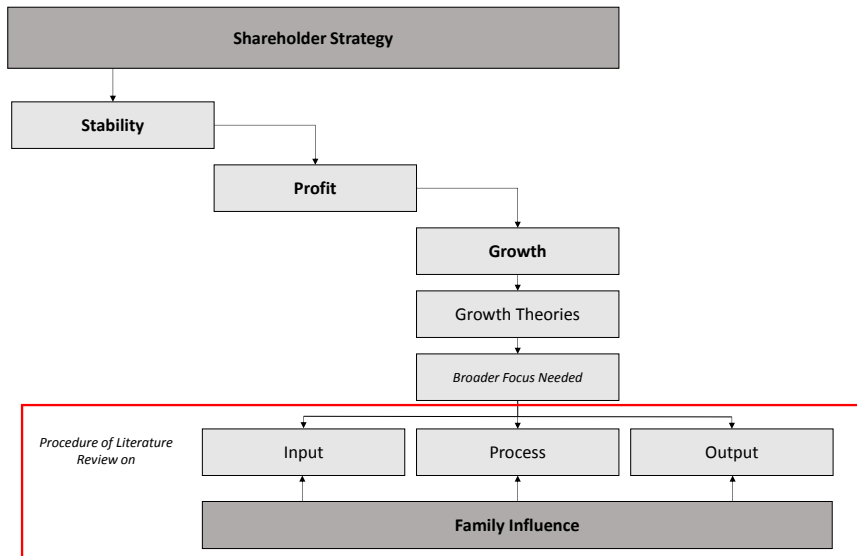 Shareholder Strategy
Stability
Profit
Growth
Growth Theories
Broader Focus Needed
Procedure of Literature
Review on
Input
Process
Output
Family Influence